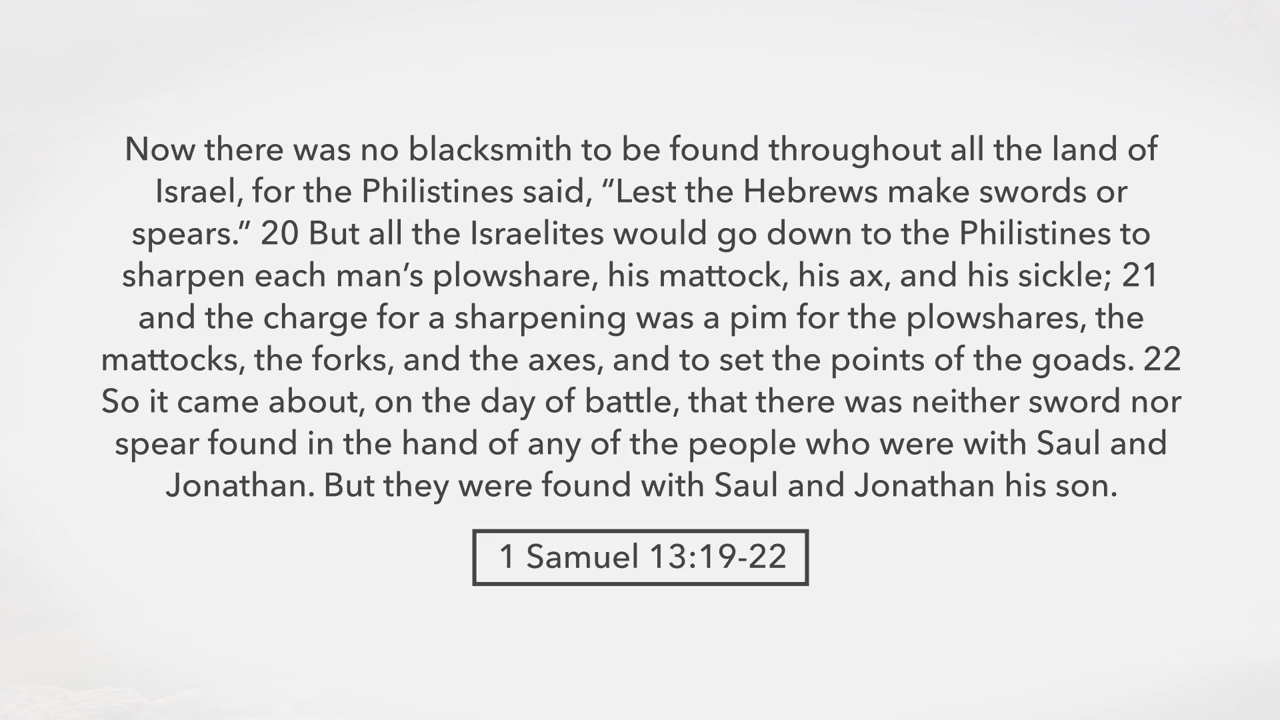 Now there was no blacksmith to be found throughout all the land of
Israel, for the Philistines said, “Lest the Hebrews make swords or
spears.” 20 But all the Israelites would go down to the Philistines to
sharpen each man’s plowshare, his mattock, his ax, and his sickle; 21
and the charge for a sharpening was a pim for the plowshares, the
mattocks, the forks, and the axes, and to set the points of the goads. 22
So it came about, on the day of battle, that there was neither sword nor
spear found in the hand of any of the people who were with Saul and
Jonathan. But they were found with Saul and Jonathan his son.
1 Samuel 13:19-22